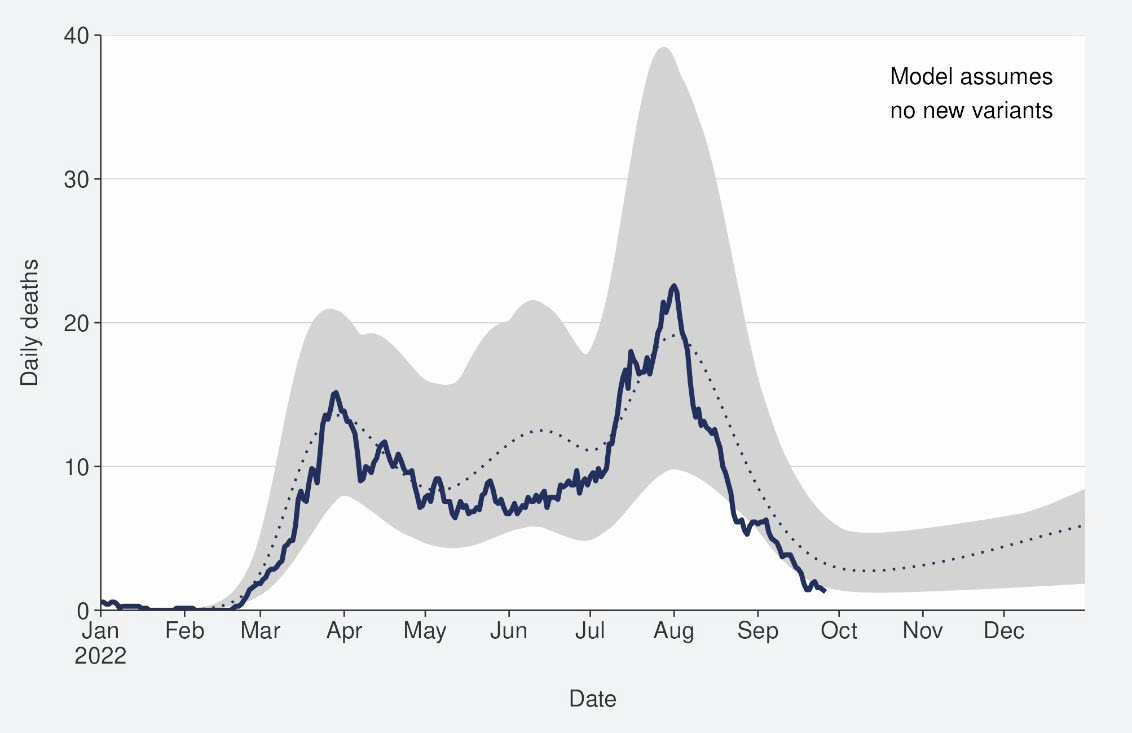 40
Model assumes
no new variants
30
Daily deaths
20
10
0
Jan Feb Mar Apr May Jun Jul Aug Sep Oct Nov Dec
2022
Date